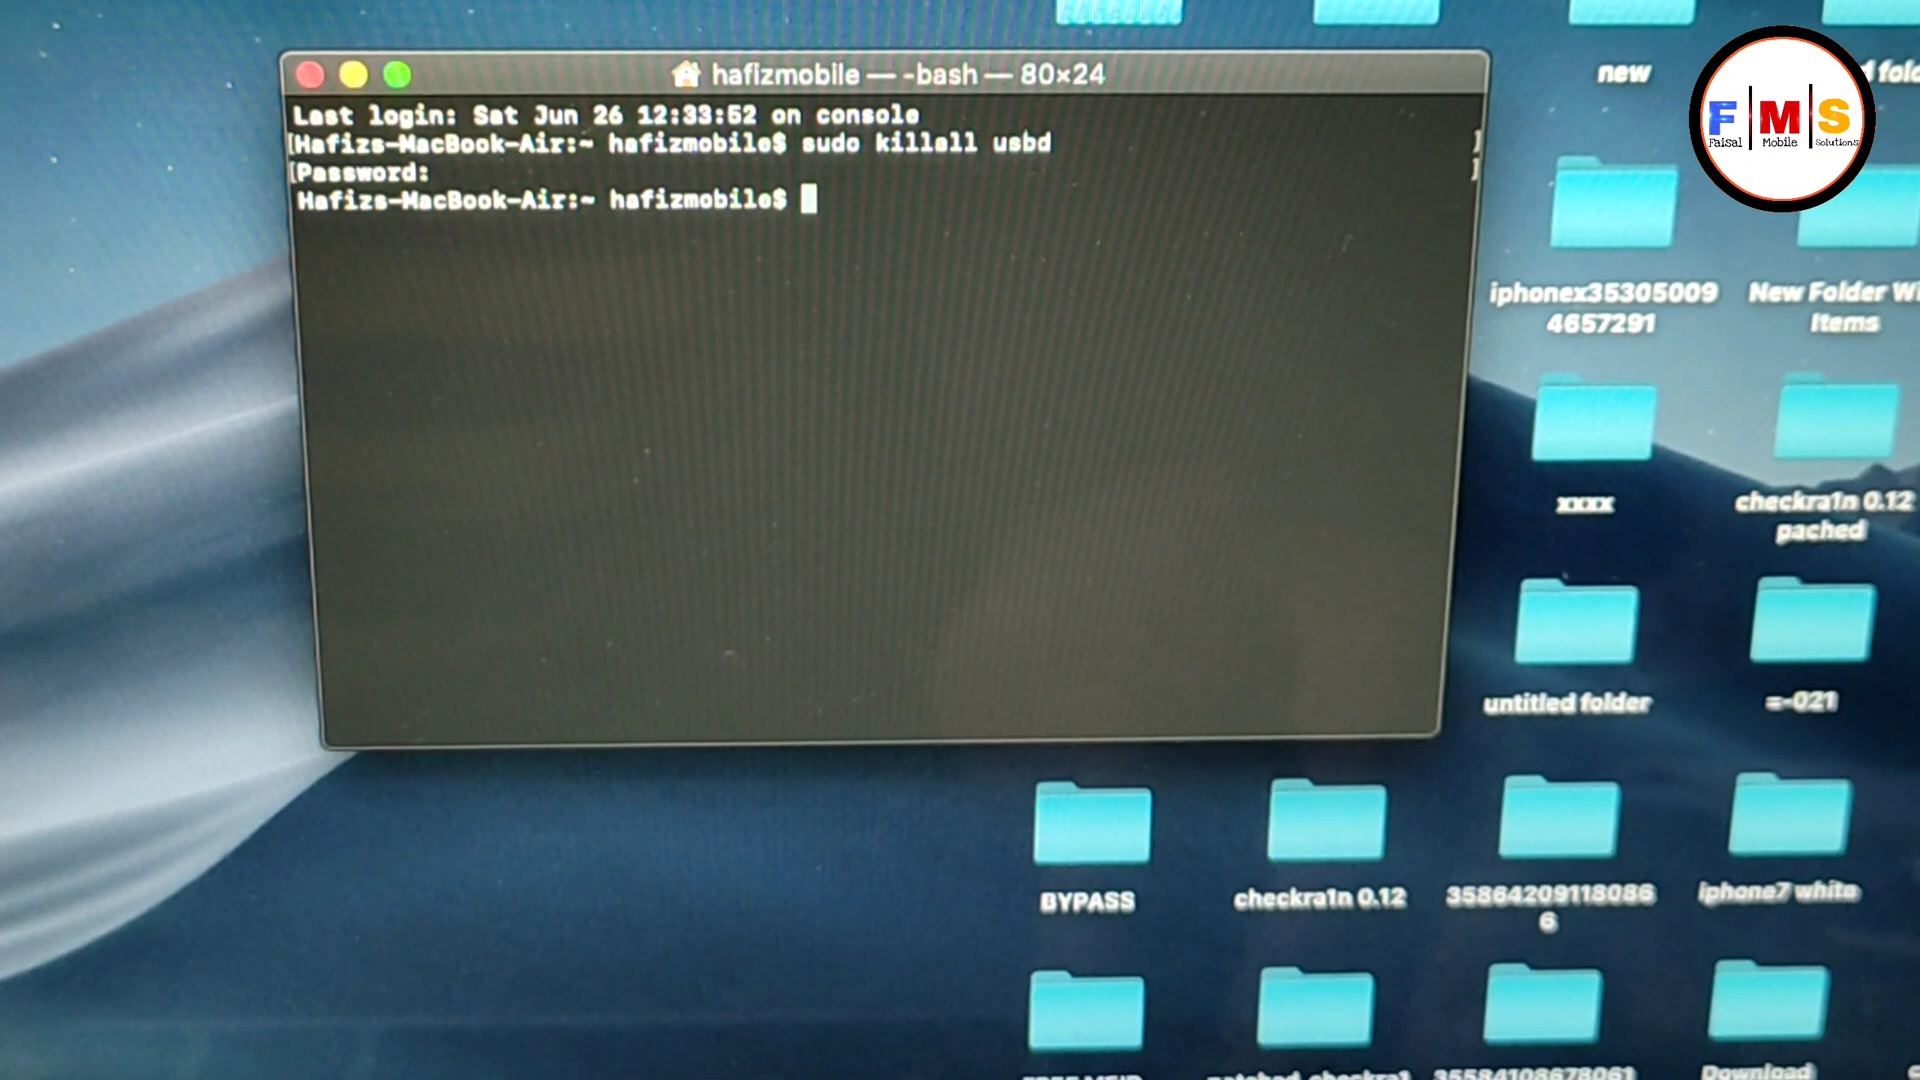 hafizmobile — -bash — 80×24
Last login: Sat Jun 26 12:33:52 on console
[Hafizs-MacBook-Air:~ hafizmobile$ sudo killall usbd ]
[Password: ]
Hafizs-MacBook-Air:~ hafizmobile$
F M S
Faisal Mobile Solutions
new
iphonex35305009
4657291
New Folder Wi
Items
xxxx
checkra1n 0.12
pached
untitled folder
=-021
BYPASS
checkra1n 0.12
35864209118086
6
iphone7 white
35584108678061
Download